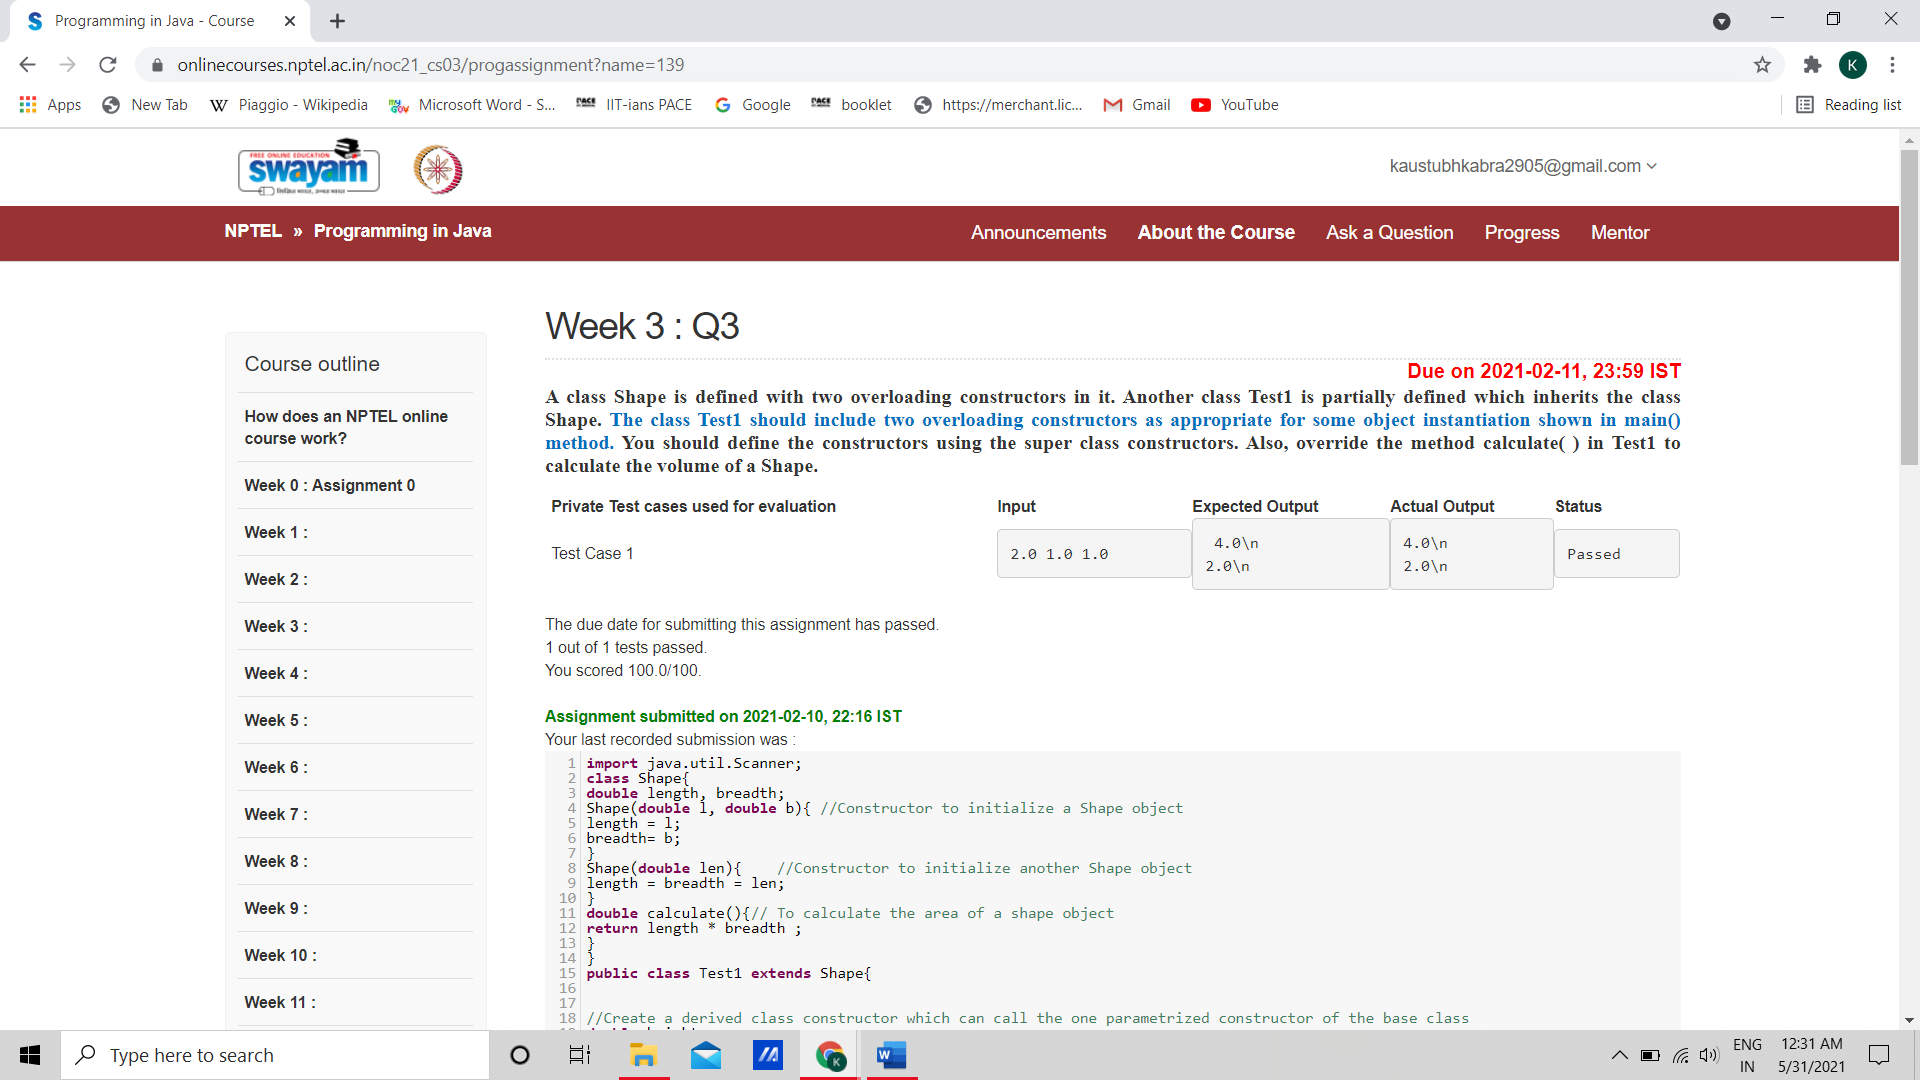 Programming in Java - Course
onlinecourses.nptel.ac.in/noc21_cs03/progassignment?name=139
K
Apps
New Tab
W Piaggio - Wikipedia
Microsoft Word - S...
PACE IIT-ians PACE
Google
PACE booklet
https://merchant.lic...
Gmail
YouTube
Reading list
FREE ONLINE EDUCATION
swayam
kaustubhkabra2905@gmail.com
NPTEL » Programming in Java
Announcements
About the Course
Ask a Question
Progress
Mentor
Course outline
How does an NPTEL online
course work?
Week 0 : Assignment 0
Week 1 :
Week 2 :
Week 3 :
Week 4 :
Week 5 :
Week 6 :
Week 7 :
Week 8 :
Week 9 :
Week 10 :
Week 11 :
Week 3 : Q3
Due on 2021-02-11, 23:59 IST
A class Shape is defined with two overloading constructors in it. Another class Test1 is partially defined which inherits the class
Shape. The class Test1 should include two overloading constructors as appropriate for some object instantiation shown in main()
method. You should define the constructors using the super class constructors. Also, override the method calculate( ) in Test1 to
calculate the volume of a Shape.
Private Test cases used for evaluation Input Expected Output Actual Output Status
Test Case 1
2.0 1.0 1.0
4.0\n
2.0\n
4.0\n
2.0\n
Passed
The due date for submitting this assignment has passed.
1 out of 1 tests passed.
You scored 100.0/100.
Assignment submitted on 2021-02-10, 22:16 IST
Your last recorded submission was :
1 import java.util.Scanner;
2 class Shape{
3 double length, breadth;
4 Shape(double l, double b){ //Constructor to initialize a Shape object
5 length = l;
6 breadth= b;
7 }
8 Shape(double len){    //Constructor to initialize another Shape object
9 length = breadth = len;
10 }
11 double calculate(){// To calculate the area of a shape object
12 return length * breadth ;
13 }
14 }
15 public class Test1 extends Shape{
16
17
18 //Create a derived class constructor which can call the one parametrized constructor of the base class
Type here to search
K
W
ENG
IN
12:31 AM
5/31/2021